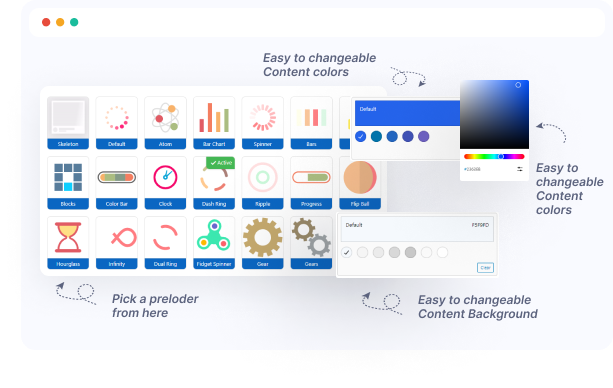 Easy to changeable
Content colors
Default
Skeleton
Default
Atom
Bar Chart
Spinner
Bars
Easy to
changeable
Content
colors
✓ Active
Blocks
Color Bar
Clock
Dash Ring
Ripple
Progress
Flip Ball
Default
Clear
Hourglass
Infinity
Dual Ring
Fidget Spinner
Gear
Gears
Pick a preloder
from here
Easy to changeable
Content Background